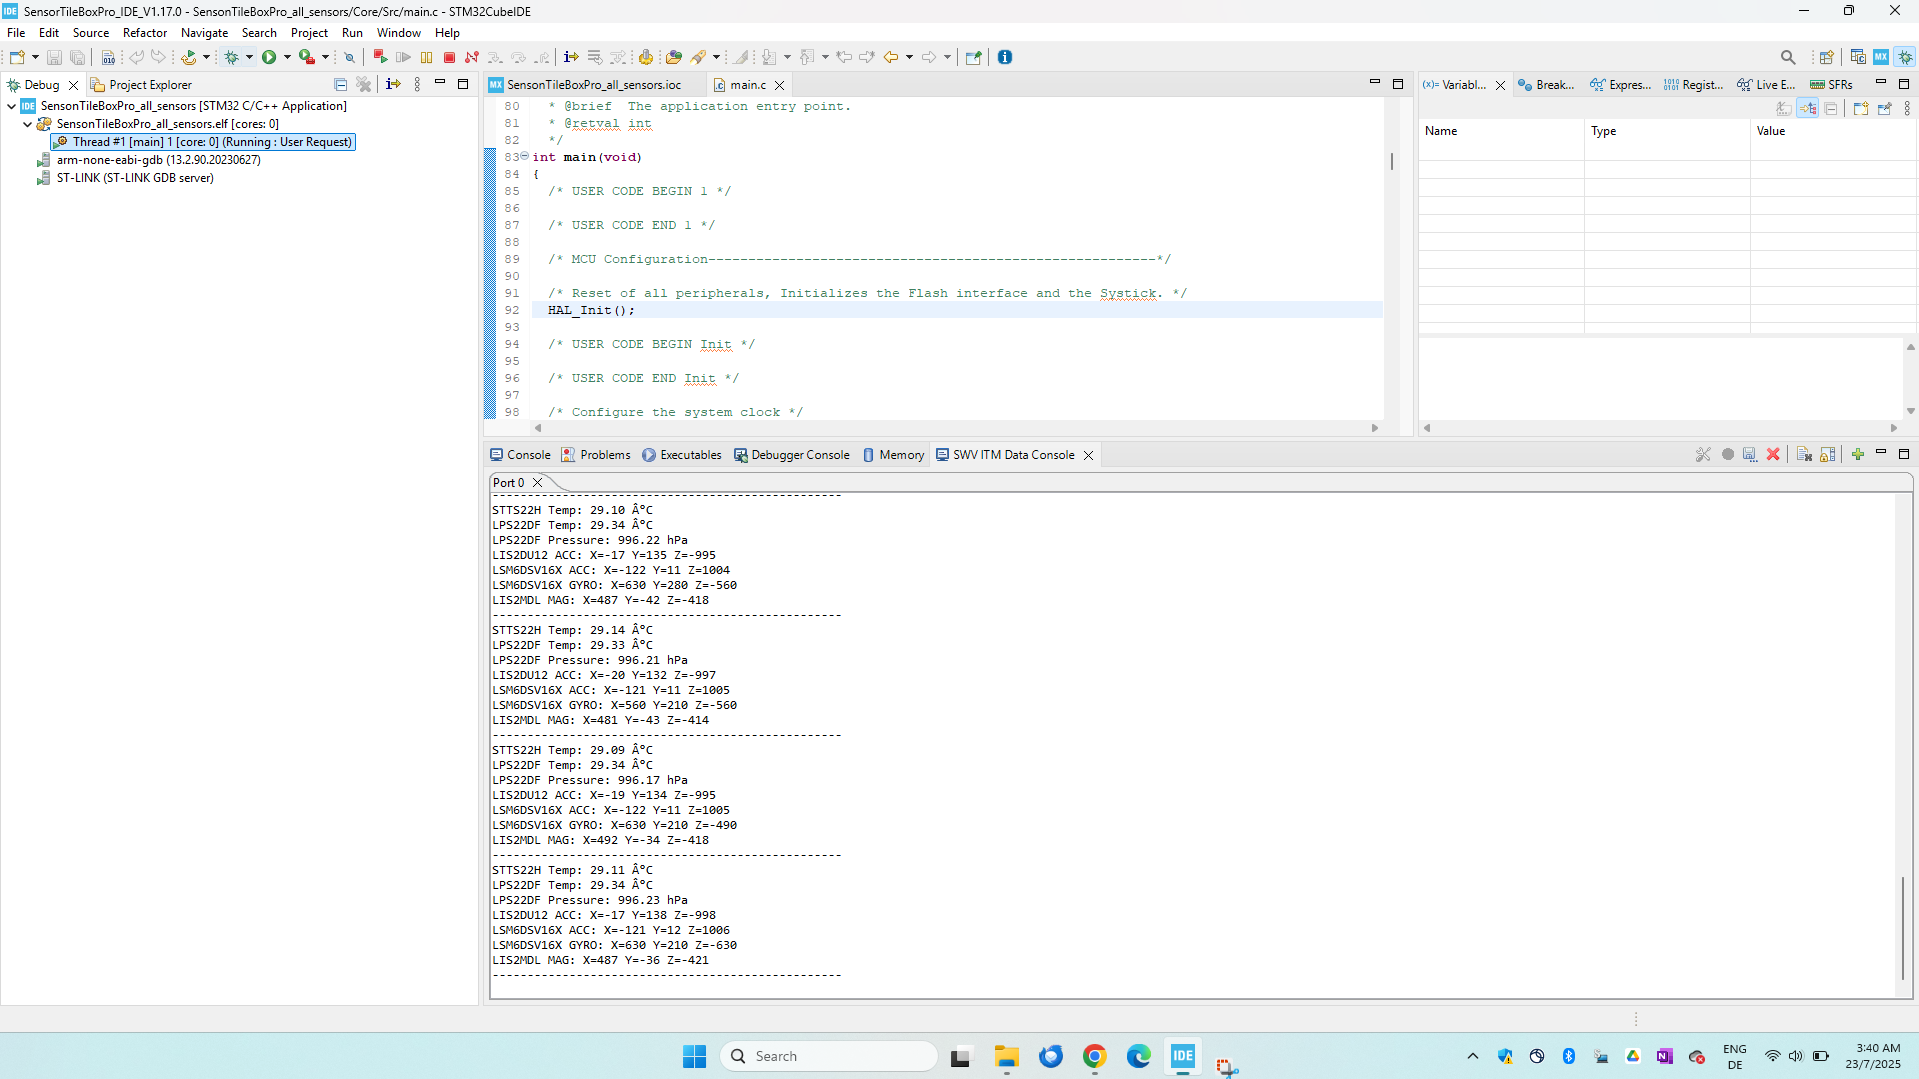 SensorTileBoxPro_IDE_V1.17.0 - SensonTileBoxPro_all_sensors/Core/Src/main.c - STM32CubeIDE
File Edit Source Refactor Navigate Search Project Run Window Help
Debug Project Explorer
SensonTileBoxPro_all_sensors [STM32 C/C++ Application]
SensonTileBoxPro_all_sensors.elf [cores: 0]
Thread #1 [main] 1 [core: 0] (Running : User Request)
arm-none-eabi-gdb (13.2.90.20230627)
ST-LINK (ST-LINK GDB server)
SensonTileBoxPro_all_sensors.ioc main.c
80 * @brief The application entry point.
81 * @retval int
82 */
83 int main(void)
84 {
85 /* USER CODE BEGIN 1 */
86
87 /* USER CODE END 1 */
88
89 /* MCU Configuration--------------------------------------------------------*/
90
91 /* Reset of all peripherals, Initializes the Flash interface and the Systick. */
92 HAL_Init();
93
94 /* USER CODE BEGIN Init */
95
96 /* USER CODE END Init */
97
98 /* Configure the system clock */
(x)= Variabl... Break... Expres... Regist... Live E... SFRs
Name Type Value
Console Problems Executables Debugger Console Memory SWV ITM Data Console
Port 0
--------------------------------------------------
STTS22H Temp: 29.10 Â°C
LPS22DF Temp: 29.34 Â°C
LPS22DF Pressure: 996.22 hPa
LIS2DU12 ACC: X=-17 Y=135 Z=-995
LSM6DSV16X ACC: X=-122 Y=11 Z=1004
LSM6DSV16X GYRO: X=630 Y=280 Z=-560
LIS2MDL MAG: X=487 Y=-42 Z=-418
--------------------------------------------------
STTS22H Temp: 29.14 Â°C
LPS22DF Temp: 29.33 Â°C
LPS22DF Pressure: 996.21 hPa
LIS2DU12 ACC: X=-20 Y=132 Z=-997
LSM6DSV16X ACC: X=-121 Y=11 Z=1005
LSM6DSV16X GYRO: X=560 Y=210 Z=-560
LIS2MDL MAG: X=481 Y=-43 Z=-414
--------------------------------------------------
STTS22H Temp: 29.09 Â°C
LPS22DF Temp: 29.34 Â°C
LPS22DF Pressure: 996.17 hPa
LIS2DU12 ACC: X=-19 Y=134 Z=-995
LSM6DSV16X ACC: X=-122 Y=11 Z=1005
LSM6DSV16X GYRO: X=630 Y=210 Z=-490
LIS2MDL MAG: X=492 Y=-34 Z=-418
--------------------------------------------------
STTS22H Temp: 29.11 Â°C
LPS22DF Temp: 29.34 Â°C
LPS22DF Pressure: 996.23 hPa
LIS2DU12 ACC: X=-17 Y=138 Z=-998
LSM6DSV16X ACC: X=-121 Y=12 Z=1006
LSM6DSV16X GYRO: X=630 Y=210 Z=-630
LIS2MDL MAG: X=487 Y=-36 Z=-421
--------------------------------------------------
Search
IDE
ENG
DE
3:40 AM
23/7/2025